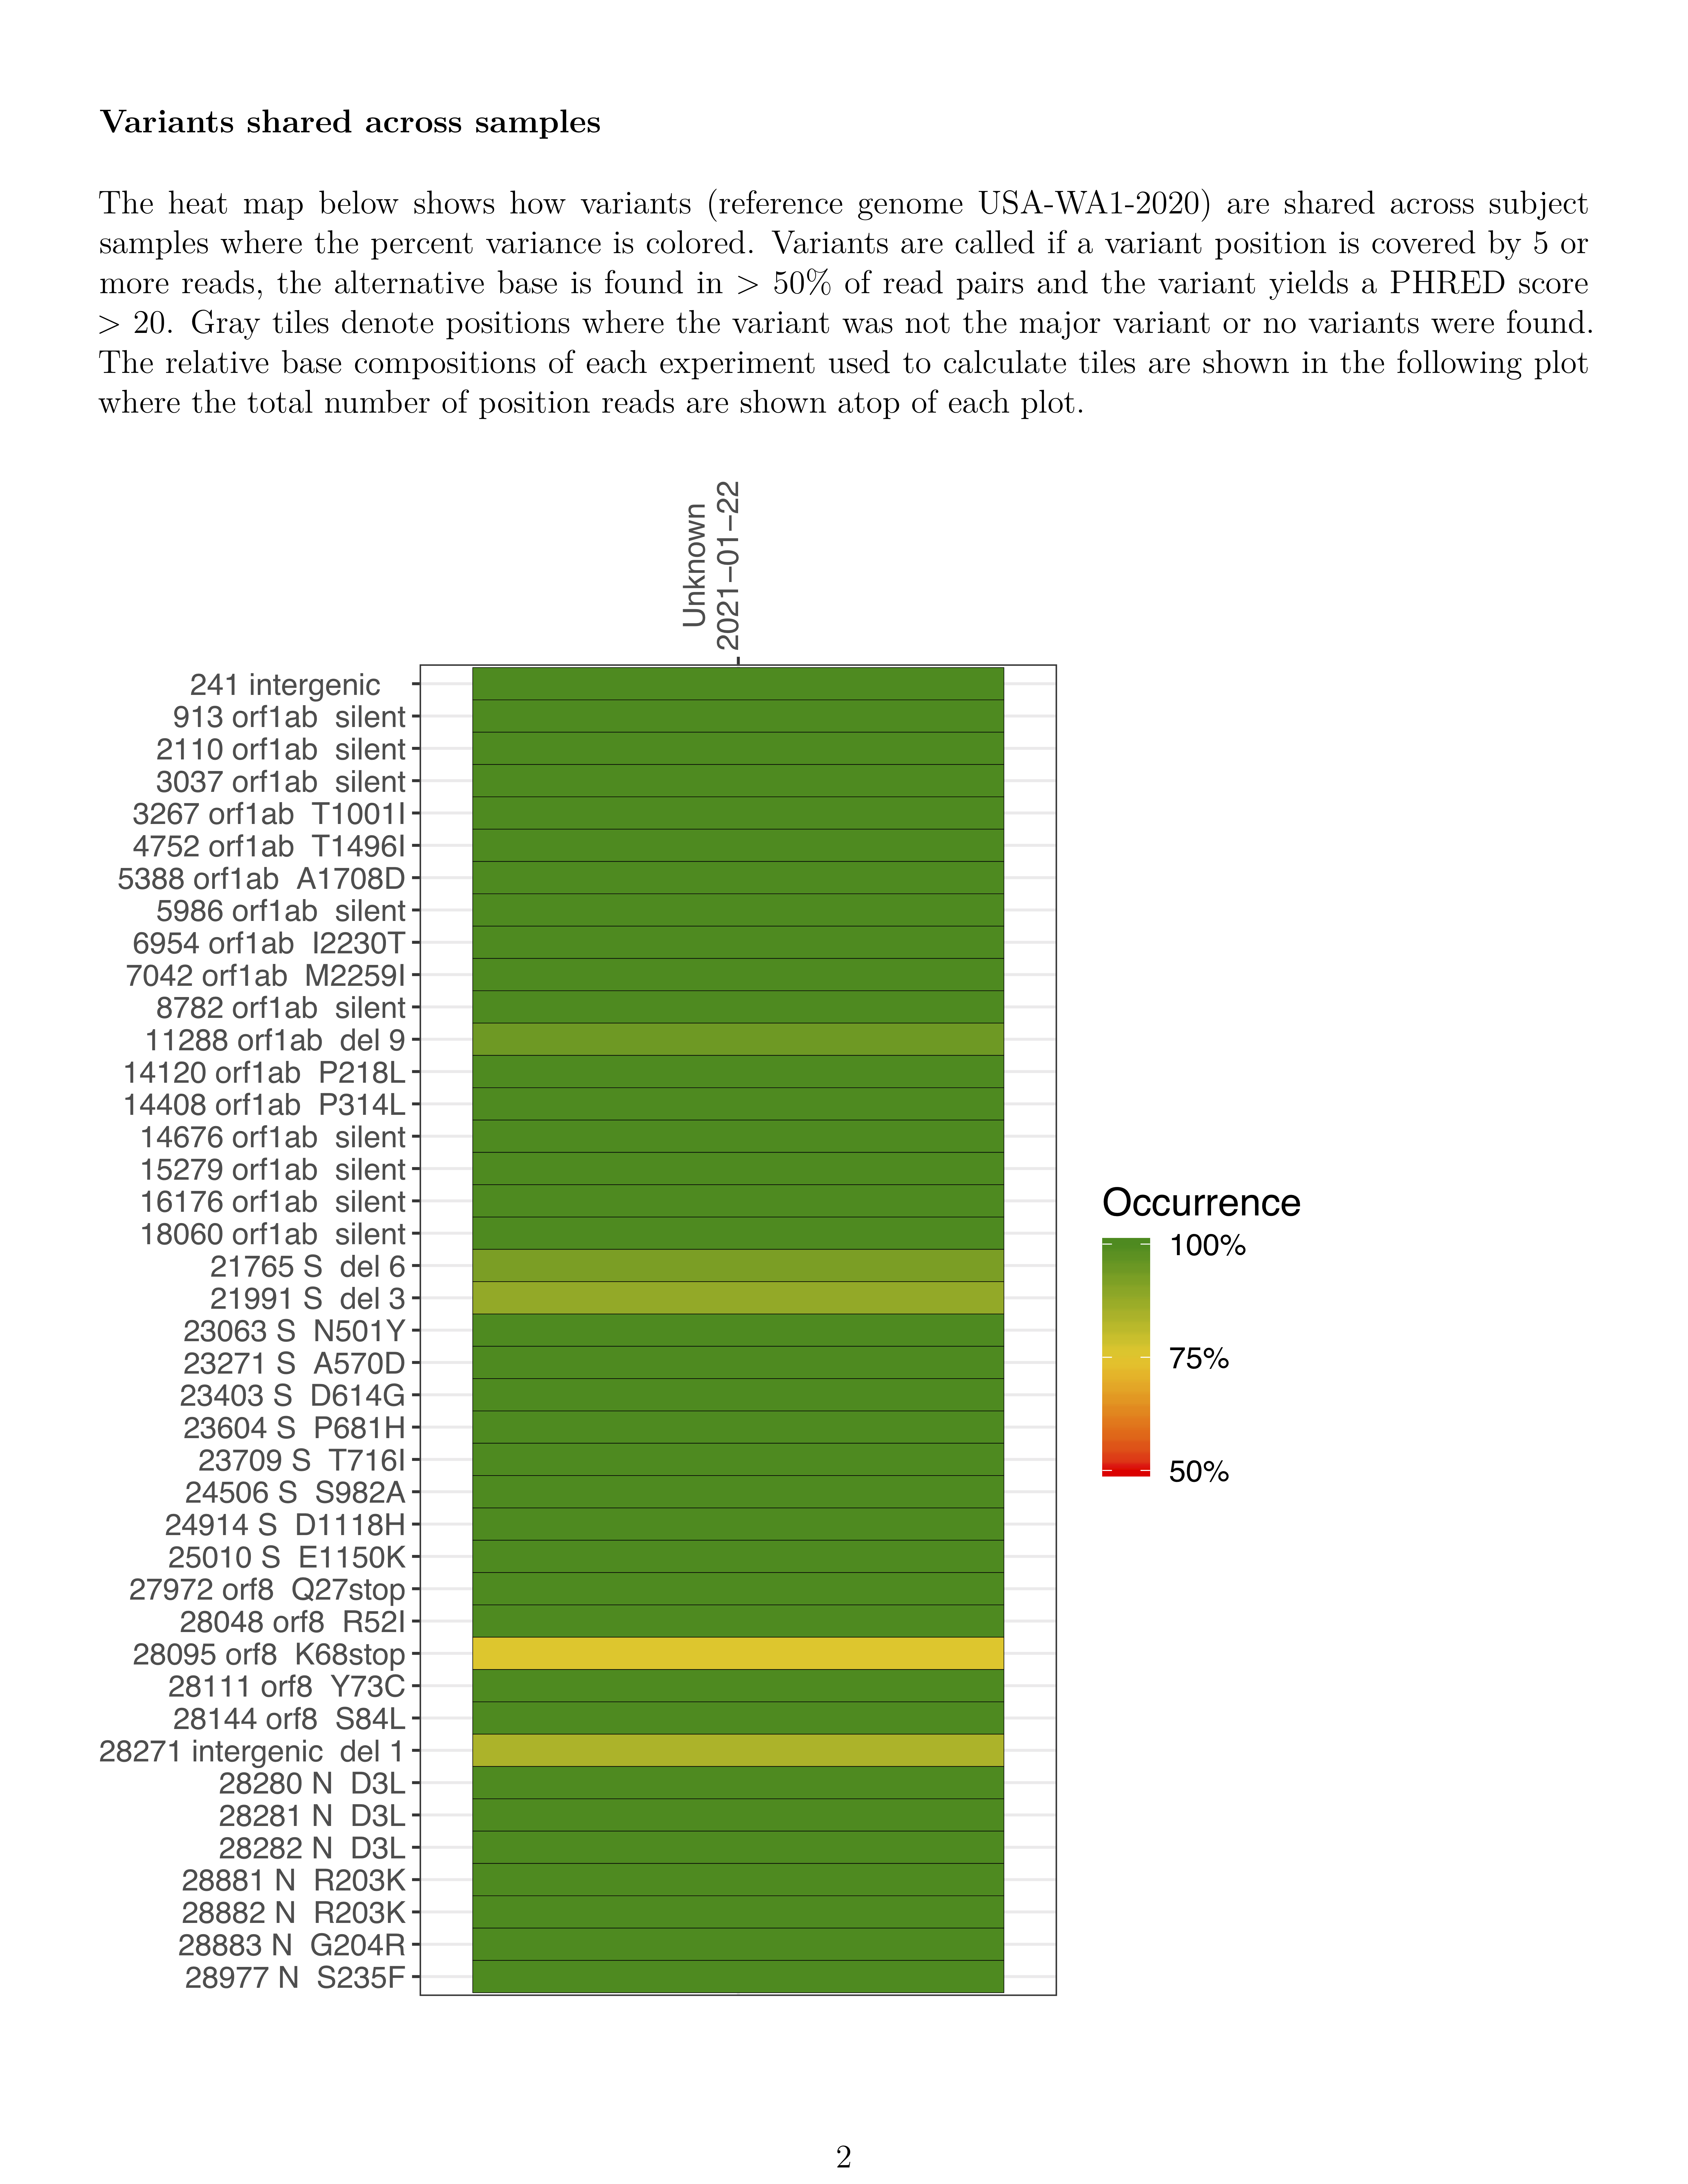 Variants shared across samples
The heat map below shows how variants (reference genome USA-WA1-2020) are shared across subject
samples where the percent variance is colored. Variants are called if a variant position is covered by 5 or
more reads, the alternative base is found in > 50% of read pairs and the variant yields a PHRED score
> 20. Gray tiles denote positions where the variant was not the major variant or no variants were found.
The relative base compositions of each experiment used to calculate tiles are shown in the following plot
where the total number of position reads are shown atop of each plot.
Unknown
2021−01−22
241 intergenic
913 orf1ab silent
2110 orf1ab silent
3037 orf1ab silent
3267 orf1ab T1001I
4752 orf1ab T1496I
5388 orf1ab A1708D
5986 orf1ab silent
6954 orf1ab I2230T
7042 orf1ab M2259I
8782 orf1ab silent
11288 orf1ab del 9
14120 orf1ab P218L
14408 orf1ab P314L
14676 orf1ab silent
15279 orf1ab silent
16176 orf1ab silent
18060 orf1ab silent
21765 S del 6
21991 S del 3
23063 S N501Y
23271 S A570D
23403 S D614G
23604 S P681H
23709 S T716I
24506 S S982A
24914 S D1118H
25010 S E1150K
27972 orf8 Q27stop
28048 orf8 R52I
28095 orf8 K68stop
28111 orf8 Y73C
28144 orf8 S84L
28271 intergenic del 1
28280 N D3L
28281 N D3L
28282 N D3L
28881 N R203K
28882 N R203K
28883 N G204R
28977 N S235F
Occurrence
100%
75%
50%
2